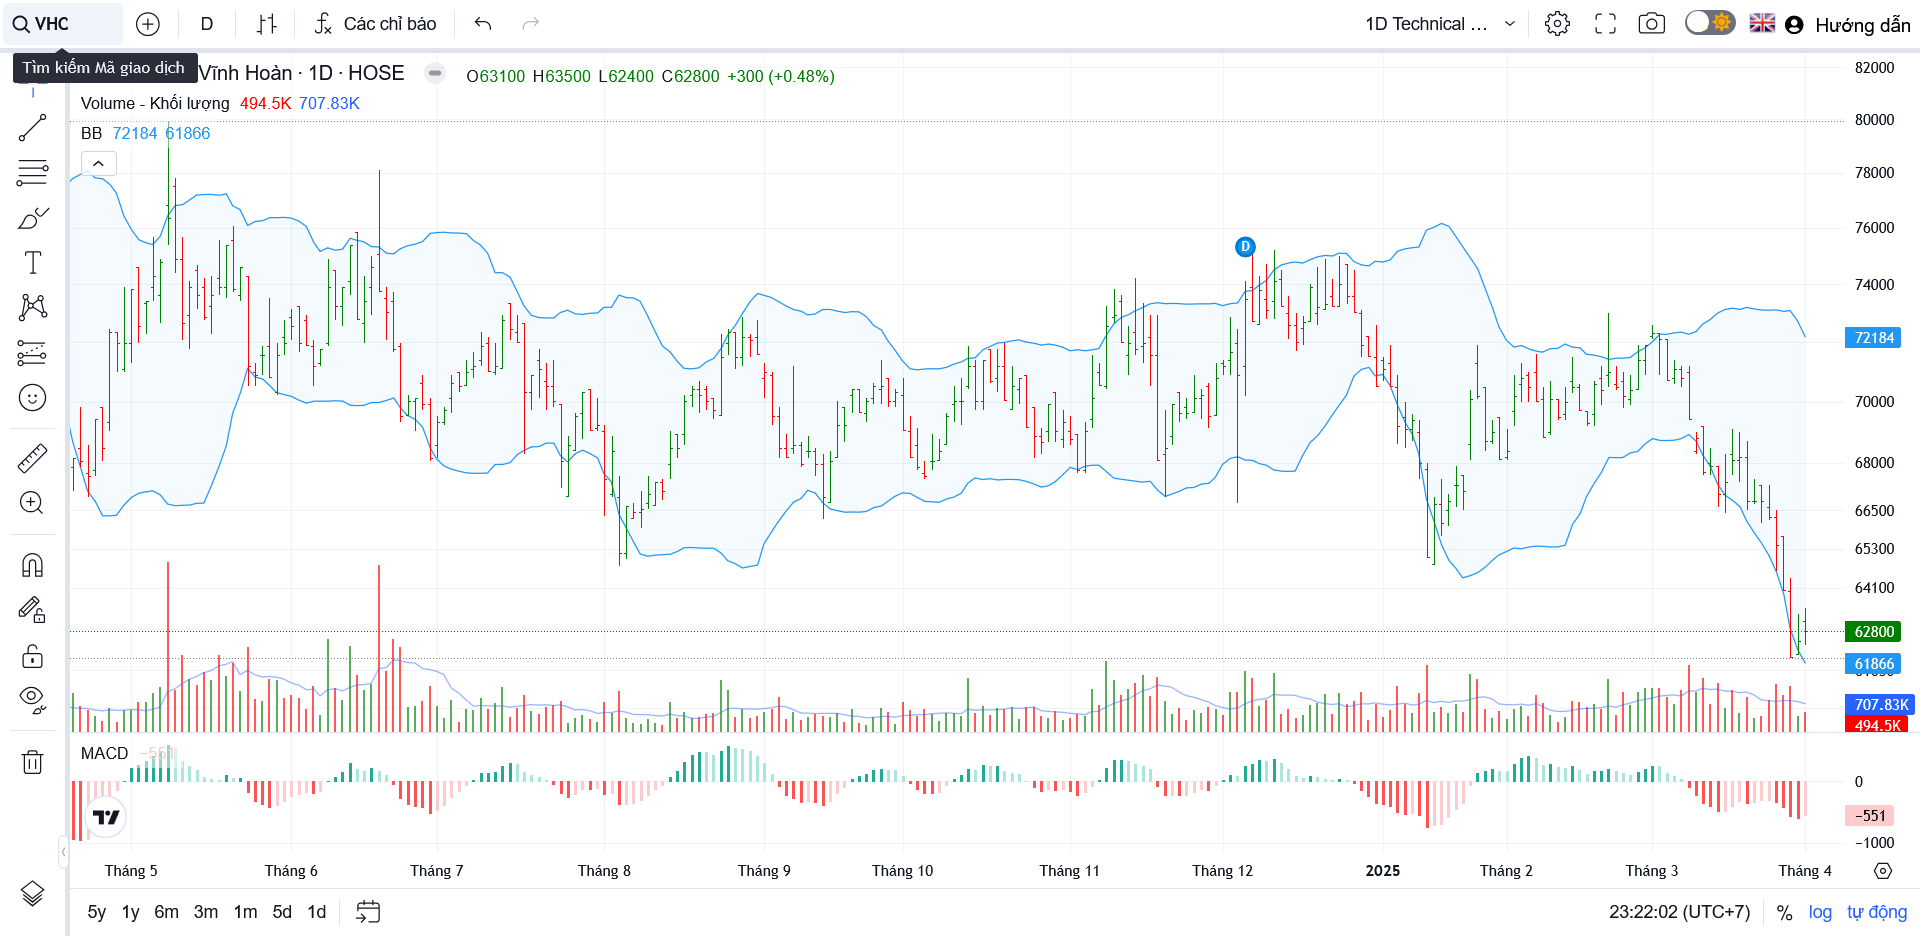 VHC D Các chỉ báo 1D Technical ... Hướng dẫn
Tìm kiếm Mã giao dịch
Vĩnh Hoàn · 1D · HOSE O63100 H63500 L62400 C62800 +300 (+0.48%)
Volume - Khối lượng 494.5K 707.83K
BB 72184 61866
D
82000
80000
78000
76000
74000
72184
70000
68000
66500
65300
64100
62800
61866
707.83K
494.5K
MACD −551
0
−551
−1000
Tháng 5 Tháng 6 Tháng 7 Tháng 8 Tháng 9 Tháng 10 Tháng 11 Tháng 12 2025 Tháng 2 Tháng 3 Tháng 4
5y 1y 6m 3m 1m 5d 1d 23:22:02 (UTC+7) % log tự động